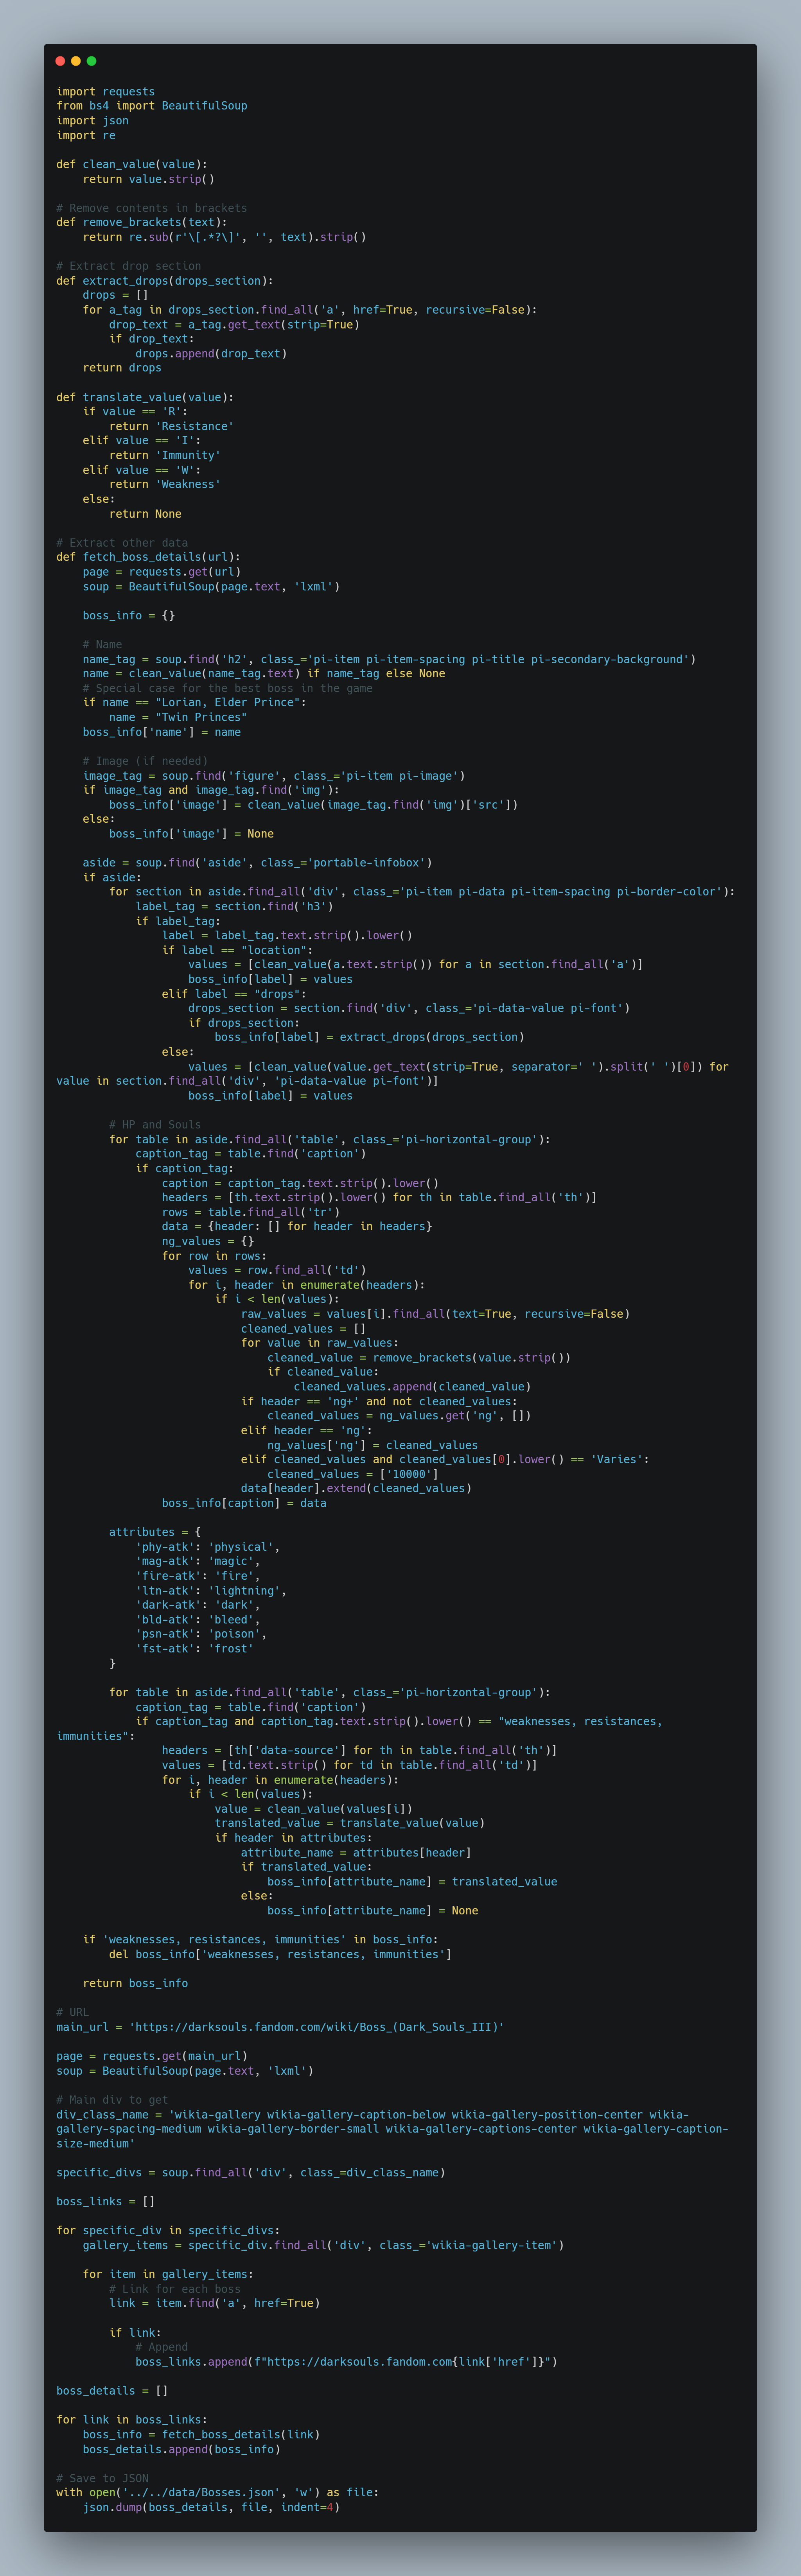 import requests
from bs4 import BeautifulSoup
import json
import re

def clean_value(value):
    return value.strip()

# Remove contents in brackets
def remove_brackets(text):
    return re.sub(r'\[.*?\]', '', text).strip()

# Extract drop section
def extract_drops(drops_section):
    drops = []
    for a_tag in drops_section.find_all('a', href=True, recursive=False):
        drop_text = a_tag.get_text(strip=True)
        if drop_text:
            drops.append(drop_text)
    return drops

def translate_value(value):
    if value == 'R':
        return 'Resistance'
    elif value == 'I':
        return 'Immunity'
    elif value == 'W':
        return 'Weakness'
    else:
        return None

# Extract other data
def fetch_boss_details(url):
    page = requests.get(url)
    soup = BeautifulSoup(page.text, 'lxml')

    boss_info = {}

    # Name
    name_tag = soup.find('h2', class_='pi-item pi-item-spacing pi-title pi-secondary-background')
    name = clean_value(name_tag.text) if name_tag else None
    # Special case for the best boss in the game
    if name == "Lorian, Elder Prince":
        name = "Twin Princes"
    boss_info['name'] = name

    # Image (if needed)
    image_tag = soup.find('figure', class_='pi-item pi-image')
    if image_tag and image_tag.find('img'):
        boss_info['image'] = clean_value(image_tag.find('img')['src'])
    else:
        boss_info['image'] = None

    aside = soup.find('aside', class_='portable-infobox')
    if aside:
        for section in aside.find_all('div', class_='pi-item pi-data pi-item-spacing pi-border-color'):
            label_tag = section.find('h3')
            if label_tag:
                label = label_tag.text.strip().lower()
                if label == "location":
                    values = [clean_value(a.text.strip()) for a in section.find_all('a')]
                    boss_info[label] = values
                elif label == "drops":
                    drops_section = section.find('div', class_='pi-data-value pi-font')
                    if drops_section:
                        boss_info[label] = extract_drops(drops_section)
                else:
                    values = [clean_value(value.get_text(strip=True, separator=' ').split(' ')[0]) for
value in section.find_all('div', 'pi-data-value pi-font')]
                    boss_info[label] = values

        # HP and Souls
        for table in aside.find_all('table', class_='pi-horizontal-group'):
            caption_tag = table.find('caption')
            if caption_tag:
                caption = caption_tag.text.strip().lower()
                headers = [th.text.strip().lower() for th in table.find_all('th')]
                rows = table.find_all('tr')
                data = {header: [] for header in headers}
                ng_values = {}
                for row in rows:
                    values = row.find_all('td')
                    for i, header in enumerate(headers):
                        if i < len(values):
                            raw_values = values[i].find_all(text=True, recursive=False)
                            cleaned_values = []
                            for value in raw_values:
                                cleaned_value = remove_brackets(value.strip())
                                if cleaned_value:
                                    cleaned_values.append(cleaned_value)
                            if header == 'ng+' and not cleaned_values:
                                cleaned_values = ng_values.get('ng', [])
                            elif header == 'ng':
                                ng_values['ng'] = cleaned_values
                            elif cleaned_values and cleaned_values[0].lower() == 'Varies':
                                cleaned_values = ['10000']
                            data[header].extend(cleaned_values)
                boss_info[caption] = data

        attributes = {
            'phy-atk': 'physical',
            'mag-atk': 'magic',
            'fire-atk': 'fire',
            'ltn-atk': 'lightning',
            'dark-atk': 'dark',
            'bld-atk': 'bleed',
            'psn-atk': 'poison',
            'fst-atk': 'frost'
        }

        for table in aside.find_all('table', class_='pi-horizontal-group'):
            caption_tag = table.find('caption')
            if caption_tag and caption_tag.text.strip().lower() == "weaknesses, resistances,
immunities":
                headers = [th['data-source'] for th in table.find_all('th')]
                values = [td.text.strip() for td in table.find_all('td')]
                for i, header in enumerate(headers):
                    if i < len(values):
                        value = clean_value(values[i])
                        translated_value = translate_value(value)
                        if header in attributes:
                            attribute_name = attributes[header]
                            if translated_value:
                                boss_info[attribute_name] = translated_value
                            else:
                                boss_info[attribute_name] = None

    if 'weaknesses, resistances, immunities' in boss_info:
        del boss_info['weaknesses, resistances, immunities']

    return boss_info

# URL
main_url = 'https://darksouls.fandom.com/wiki/Boss_(Dark_Souls_III)'

page = requests.get(main_url)
soup = BeautifulSoup(page.text, 'lxml')

# Main div to get
div_class_name = 'wikia-gallery wikia-gallery-caption-below wikia-gallery-position-center wikia-
gallery-spacing-medium wikia-gallery-border-small wikia-gallery-captions-center wikia-gallery-caption-
size-medium'

specific_divs = soup.find_all('div', class_=div_class_name)

boss_links = []

for specific_div in specific_divs:
    gallery_items = specific_div.find_all('div', class_='wikia-gallery-item')

    for item in gallery_items:
        # Link for each boss
        link = item.find('a', href=True)

        if link:
            # Append
            boss_links.append(f"https://darksouls.fandom.com{link['href']}")

boss_details = []

for link in boss_links:
    boss_info = fetch_boss_details(link)
    boss_details.append(boss_info)

# Save to JSON
with open('../../data/Bosses.json', 'w') as file:
    json.dump(boss_details, file, indent=4)